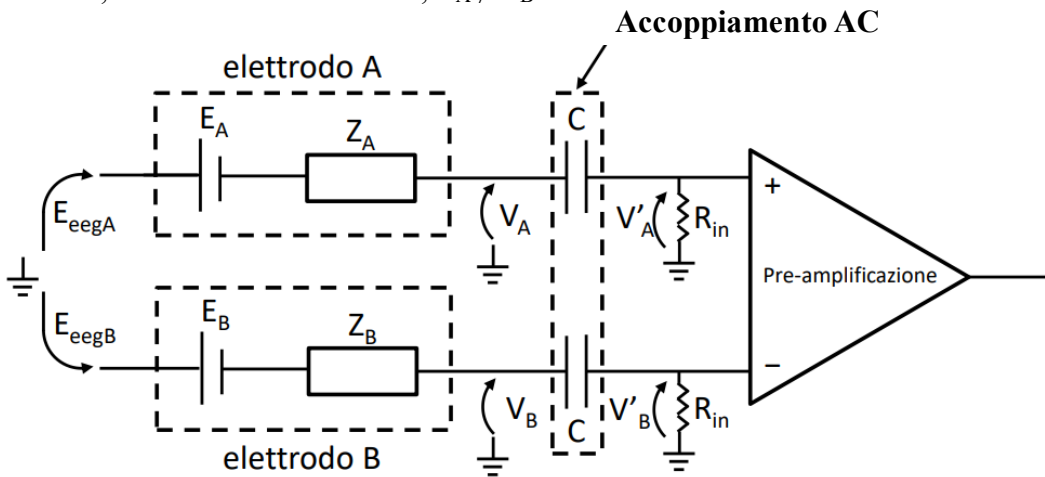 Accoppiamento AC
elettrodo A
E_A
Z_A
C
E_eegA
V_A
V'_A
R_in
+
Pre-amplificazione
E_eegB
E_B
Z_B
−
V_B
V'_B
R_in
C
elettrodo B